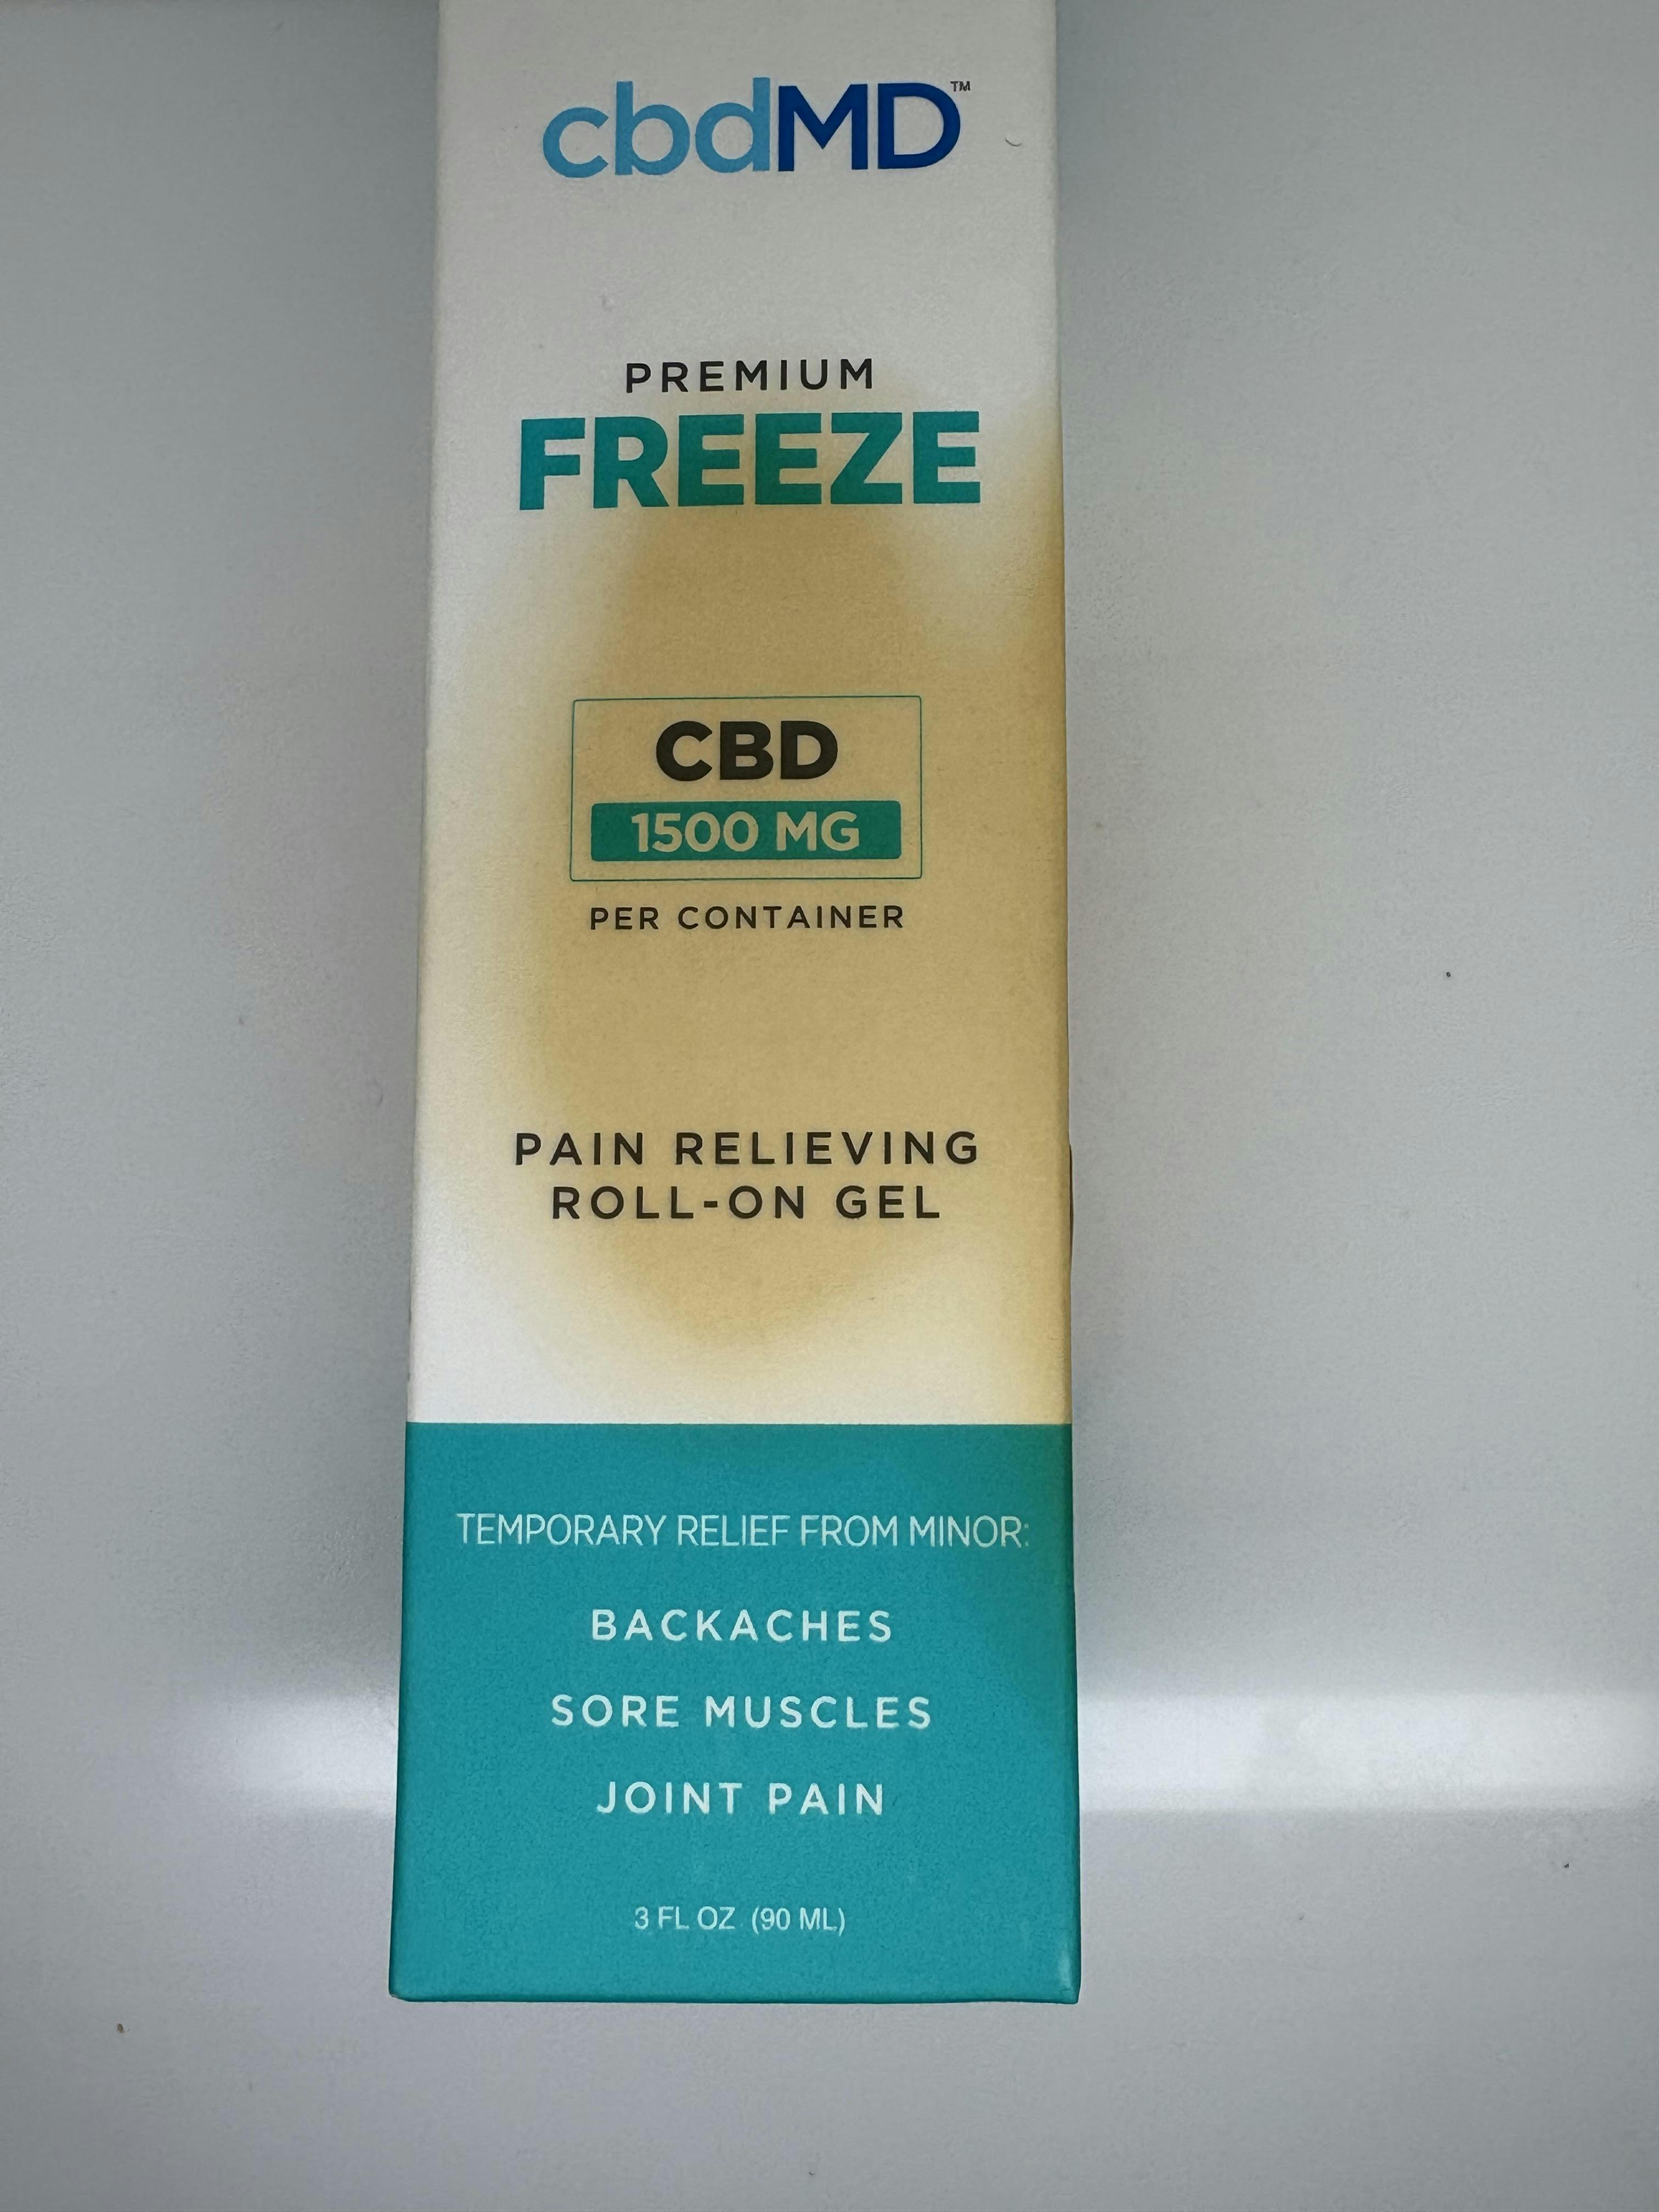 cbdMD™
PREMIUM
FREEZE
CBD
1500 MG
PER CONTAINER
PAIN RELIEVING
ROLL-ON GEL
TEMPORARY RELIEF FROM MINOR:
BACKACHES
SORE MUSCLES
JOINT PAIN
3 FL OZ (90 ML)